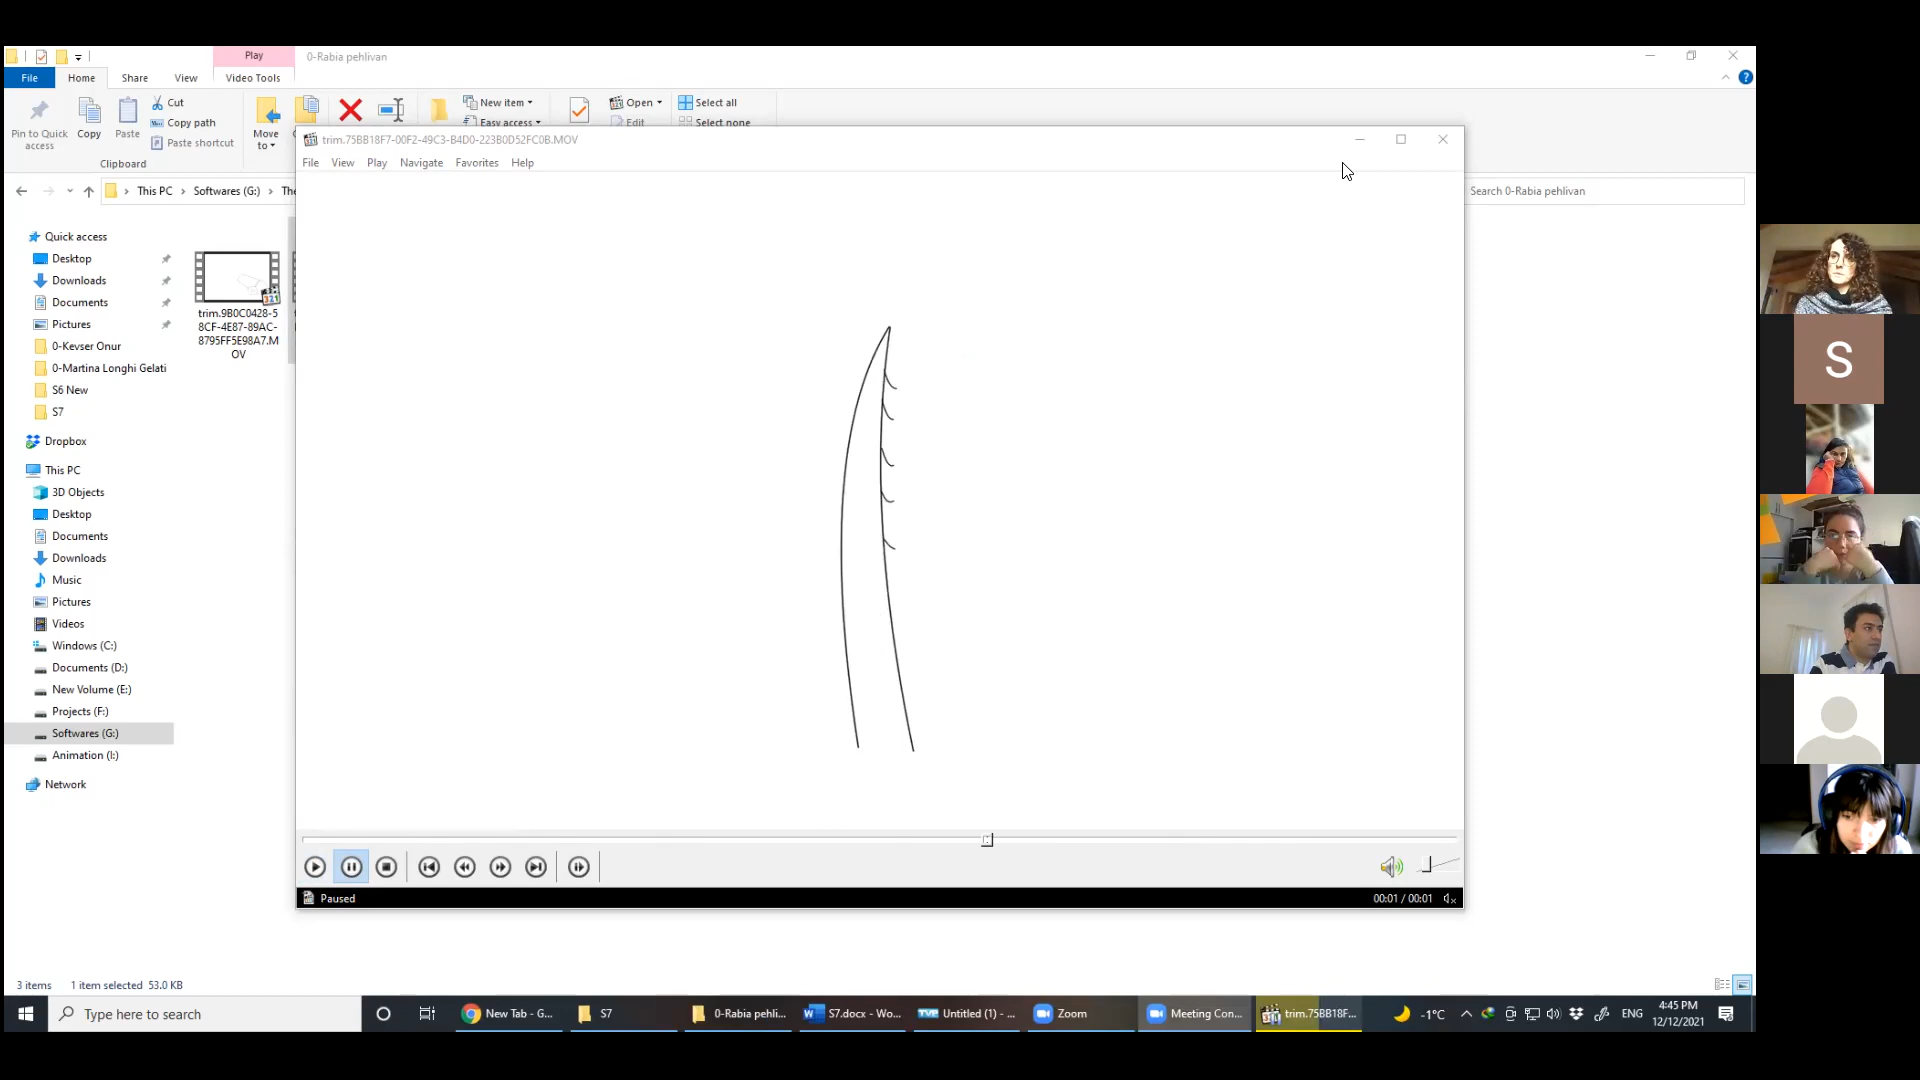 Play
0-Rabia pehlivan
File
Home
Share
View
Video Tools
Pin to Quick access
Copy
Paste
Cut
Copy path
Paste shortcut
Clipboard
Move to
New item
Easy access
Open
Edit
Select all
Select none
trim.75BB18F7-00F2-49C3-B4D0-223B0D52FC0B.MOV
File View Play Navigate Favorites Help
This PC > Softwares (G:) > The
Search 0-Rabia pehlivan
Quick access
Desktop
Downloads
Documents
Pictures
0-Kevser Onur
0-Martina Longhi Gelati
S6 New
S7
Dropbox
This PC
3D Objects
Desktop
Documents
Downloads
Music
Pictures
Videos
Windows (C:)
Documents (D:)
New Volume (E:)
Projects (F:)
Softwares (G:)
Animation (I:)
Network
321
trim.9B0C0428-5
8CF-4E87-89AC-
8795FF5E98A7.M
OV
S
Paused
00:01 / 00:01
3 items 1 item selected 53.0 KB
Type here to search
New Tab - G...
S7
0-Rabia pehli...
S7.docx - Wo...
Untitled (1) - ...
Zoom
Meeting Con...
trim.75BB18F...
-1°C
ENG
4:45 PM
12/12/2021